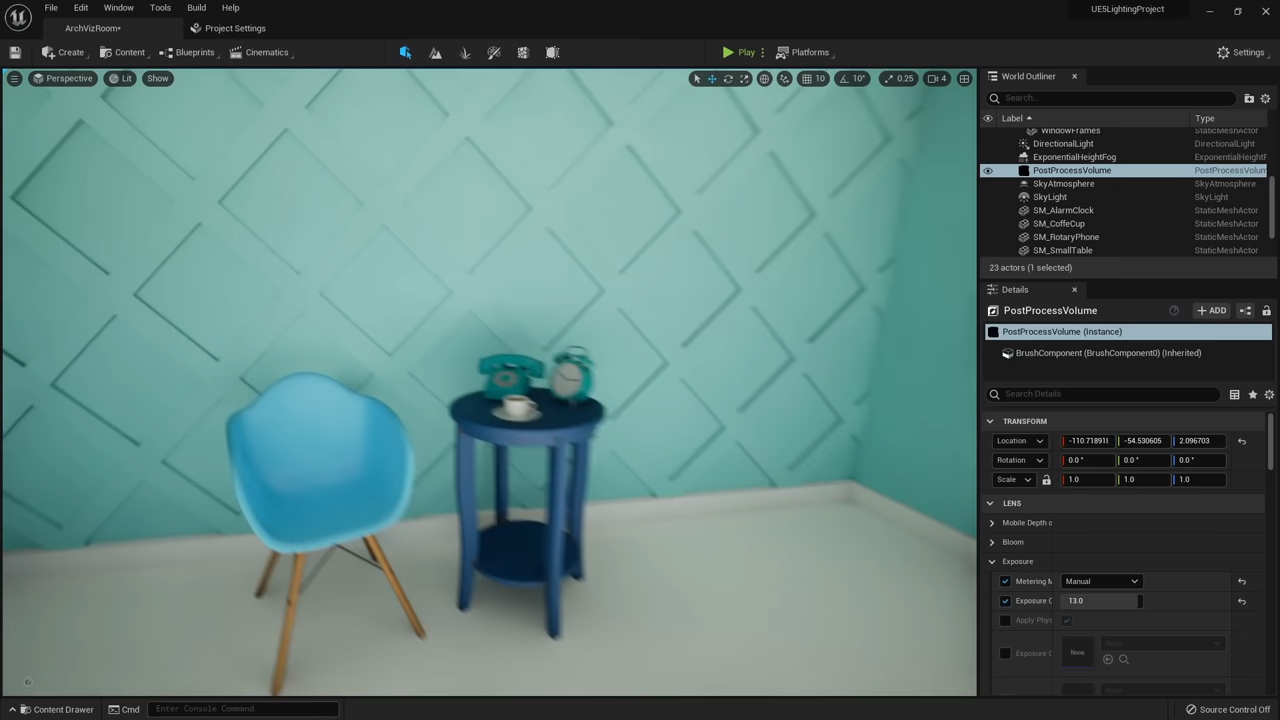 File Edit Window Tools Build Help
UE5LightingProject
ArchVizRoom•
Project Settings
Create
Content
Blueprints
Cinematics
Play
Platforms
Settings
Perspective
Lit
Show
10
10°
0.25
4
World Outliner
Search...
Label
Type
WindowFrames StaticMeshActor
DirectionalLight DirectionalLight
ExponentialHeightFog ExponentialHeightF
PostProcessVolume PostProcessVolum
SkyAtmosphere SkyAtmosphere
SkyLight SkyLight
SM_AlarmClock StaticMeshActor
SM_CoffeCup StaticMeshActor
SM_RotaryPhone StaticMeshActor
SM_SmallTable StaticMeshActor
23 actors (1 selected)
Details
PostProcessVolume
+ ADD
PostProcessVolume (Instance)
BrushComponent (BrushComponent0) (Inherited)
Search Details
TRANSFORM
Location -110.718918 -54.530605 2.096703
Rotation 0.0 ° 0.0 ° 0.0 °
Scale 1.0 1.0 1.0
LENS
Mobile Depth o
Bloom
Exposure
Metering M Manual
Exposure C 13.0
Apply Phys
Exposure C None None
Content Drawer
Cmd
Enter Console Command
Source Control Off